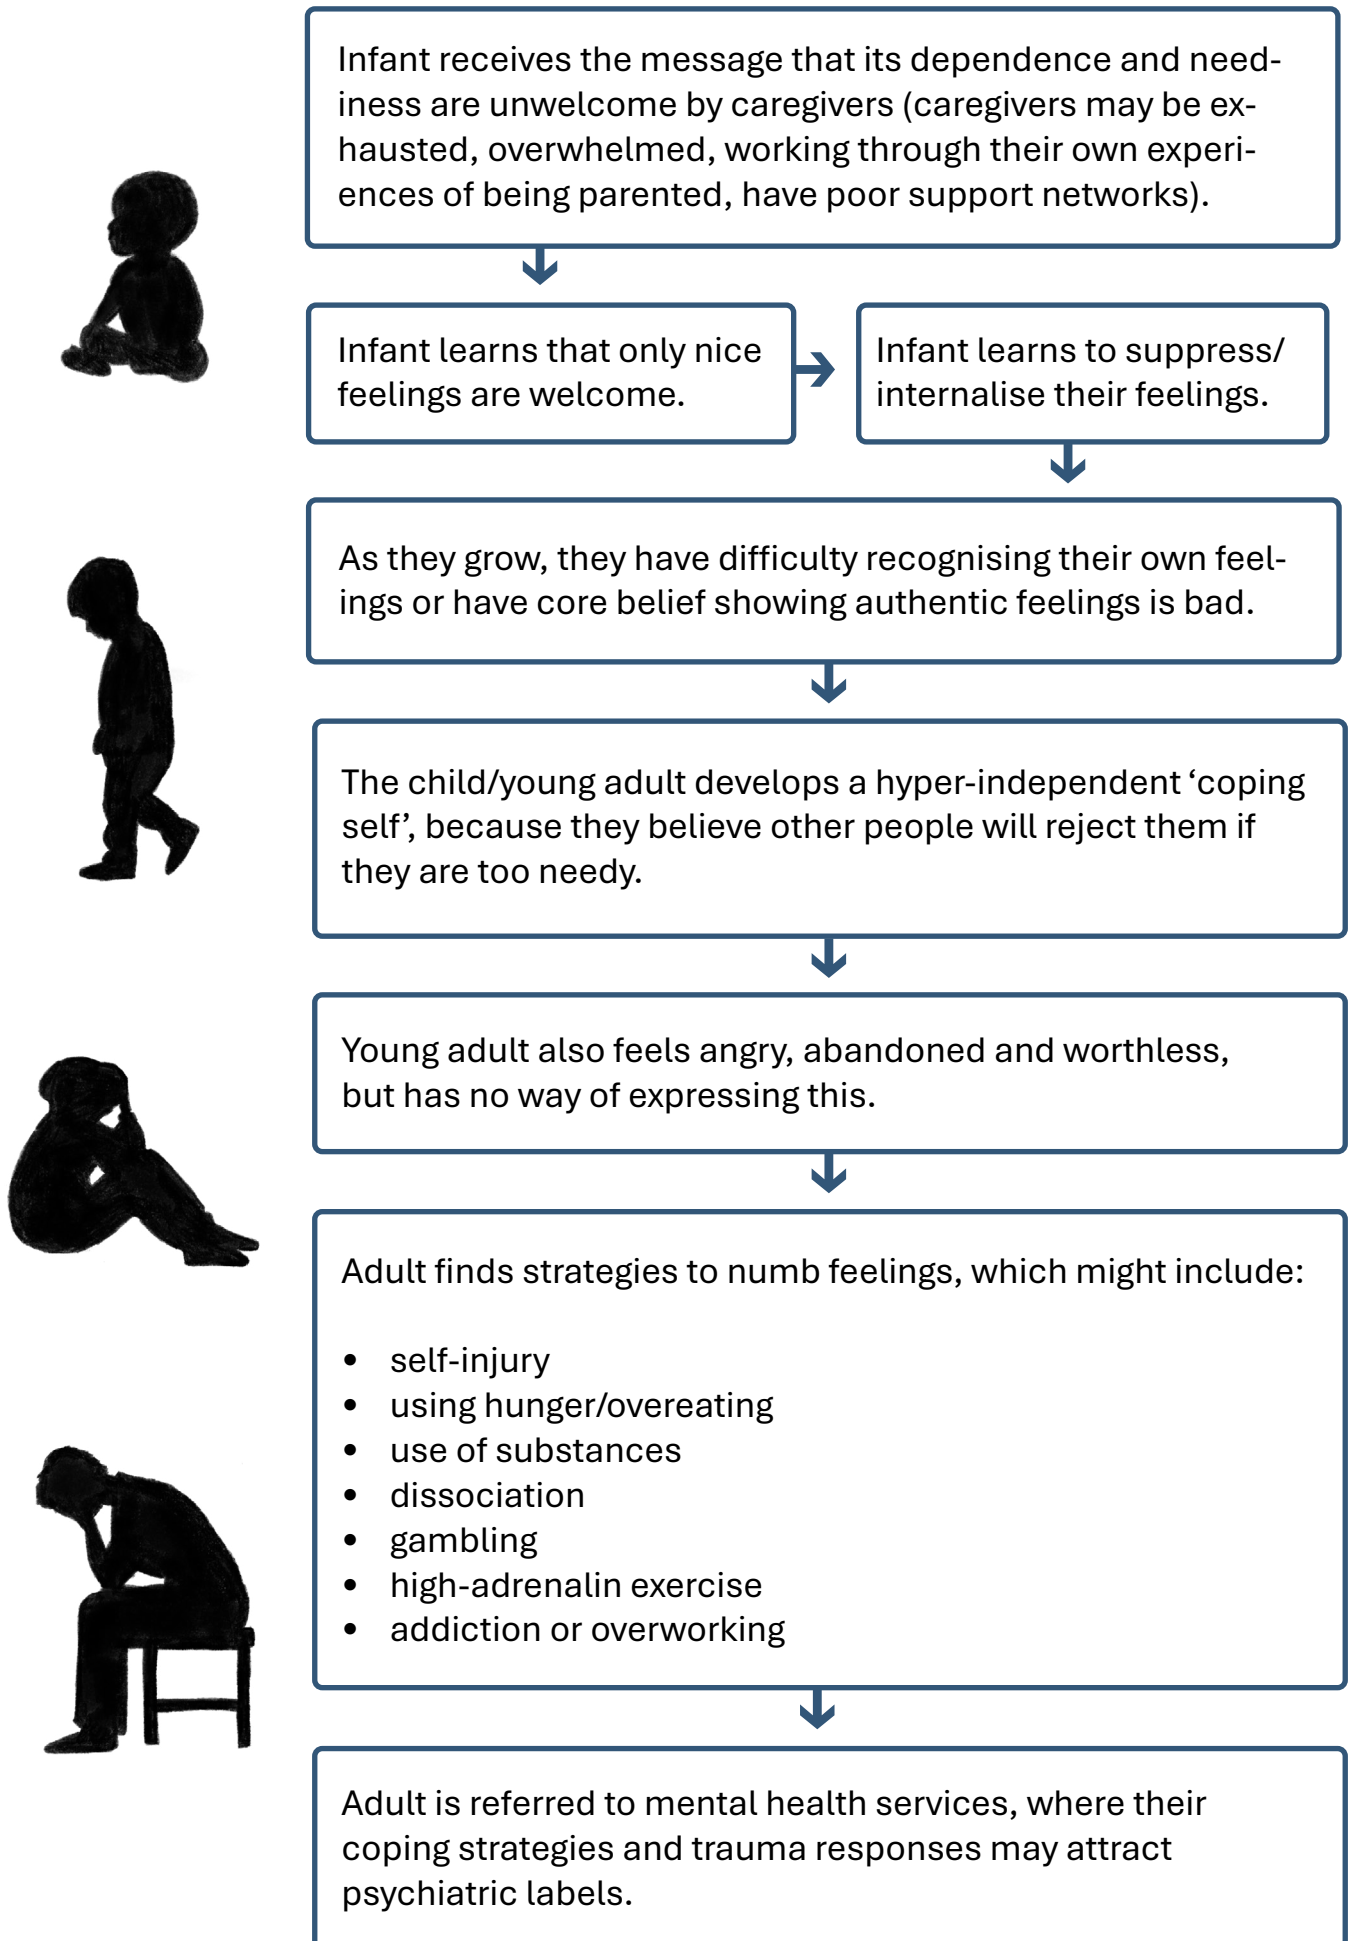 Infant receives the message that its dependence and need-
iness are unwelcome by caregivers (caregivers may be ex-
hausted, overwhelmed, working through their own experi-
ences of being parented, have poor support networks).
Infant learns that only nice
feelings are welcome.
Infant learns to suppress/
internalise their feelings.
As they grow, they have difficulty recognising their own feel-
ings or have core belief showing authentic feelings is bad.
The child/young adult develops a hyper-independent ‘coping
self’, because they believe other people will reject them if
they are too needy.
Young adult also feels angry, abandoned and worthless,
but has no way of expressing this.
Adult finds strategies to numb feelings, which might include:
• self-injury
• using hunger/overeating
• use of substances
• dissociation
• gambling
• high-adrenalin exercise
• addiction or overworking
Adult is referred to mental health services, where their
coping strategies and trauma responses may attract
psychiatric labels.